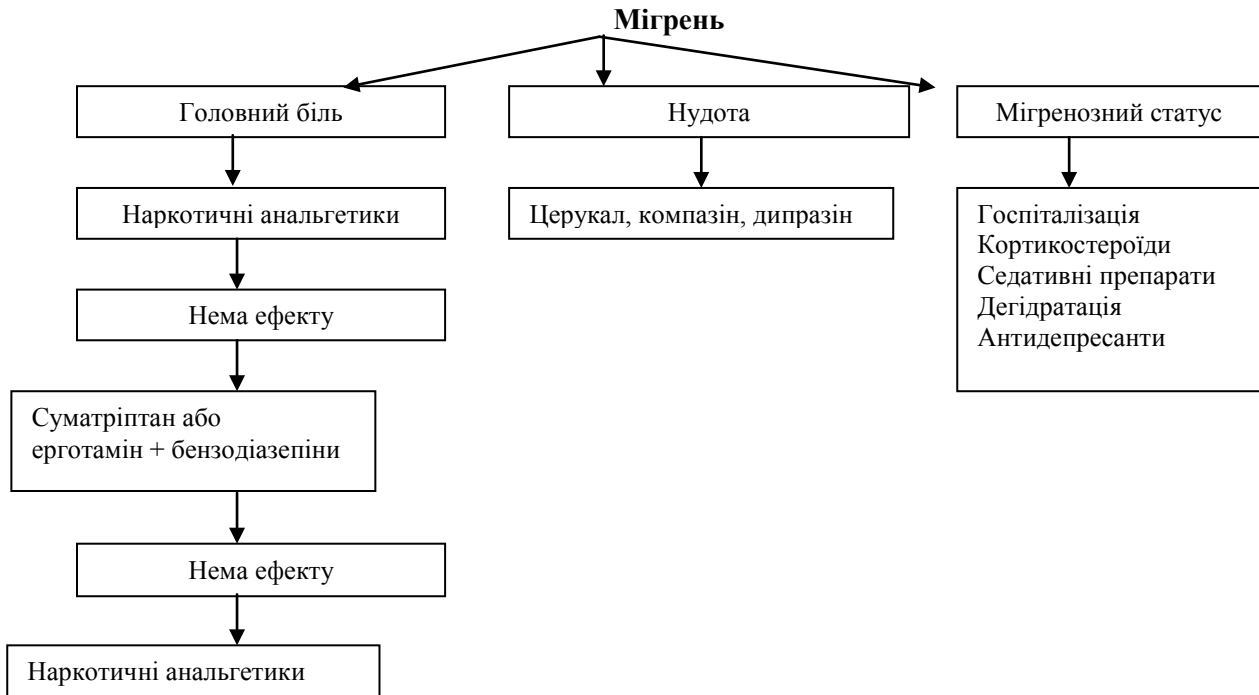 Мігрень
Головний біль
Нудота
Мігренозний статус
Наркотичні анальгетики
Церукал, компазін, дипразін
Госпіталізація
Кортикостероїди
Седативні препарати
Дегідратація
Антидепресанти
Нема ефекту
Суматріптан або
ерготамін + бензодіазепіни
Нема ефекту
Наркотичні анальгетики